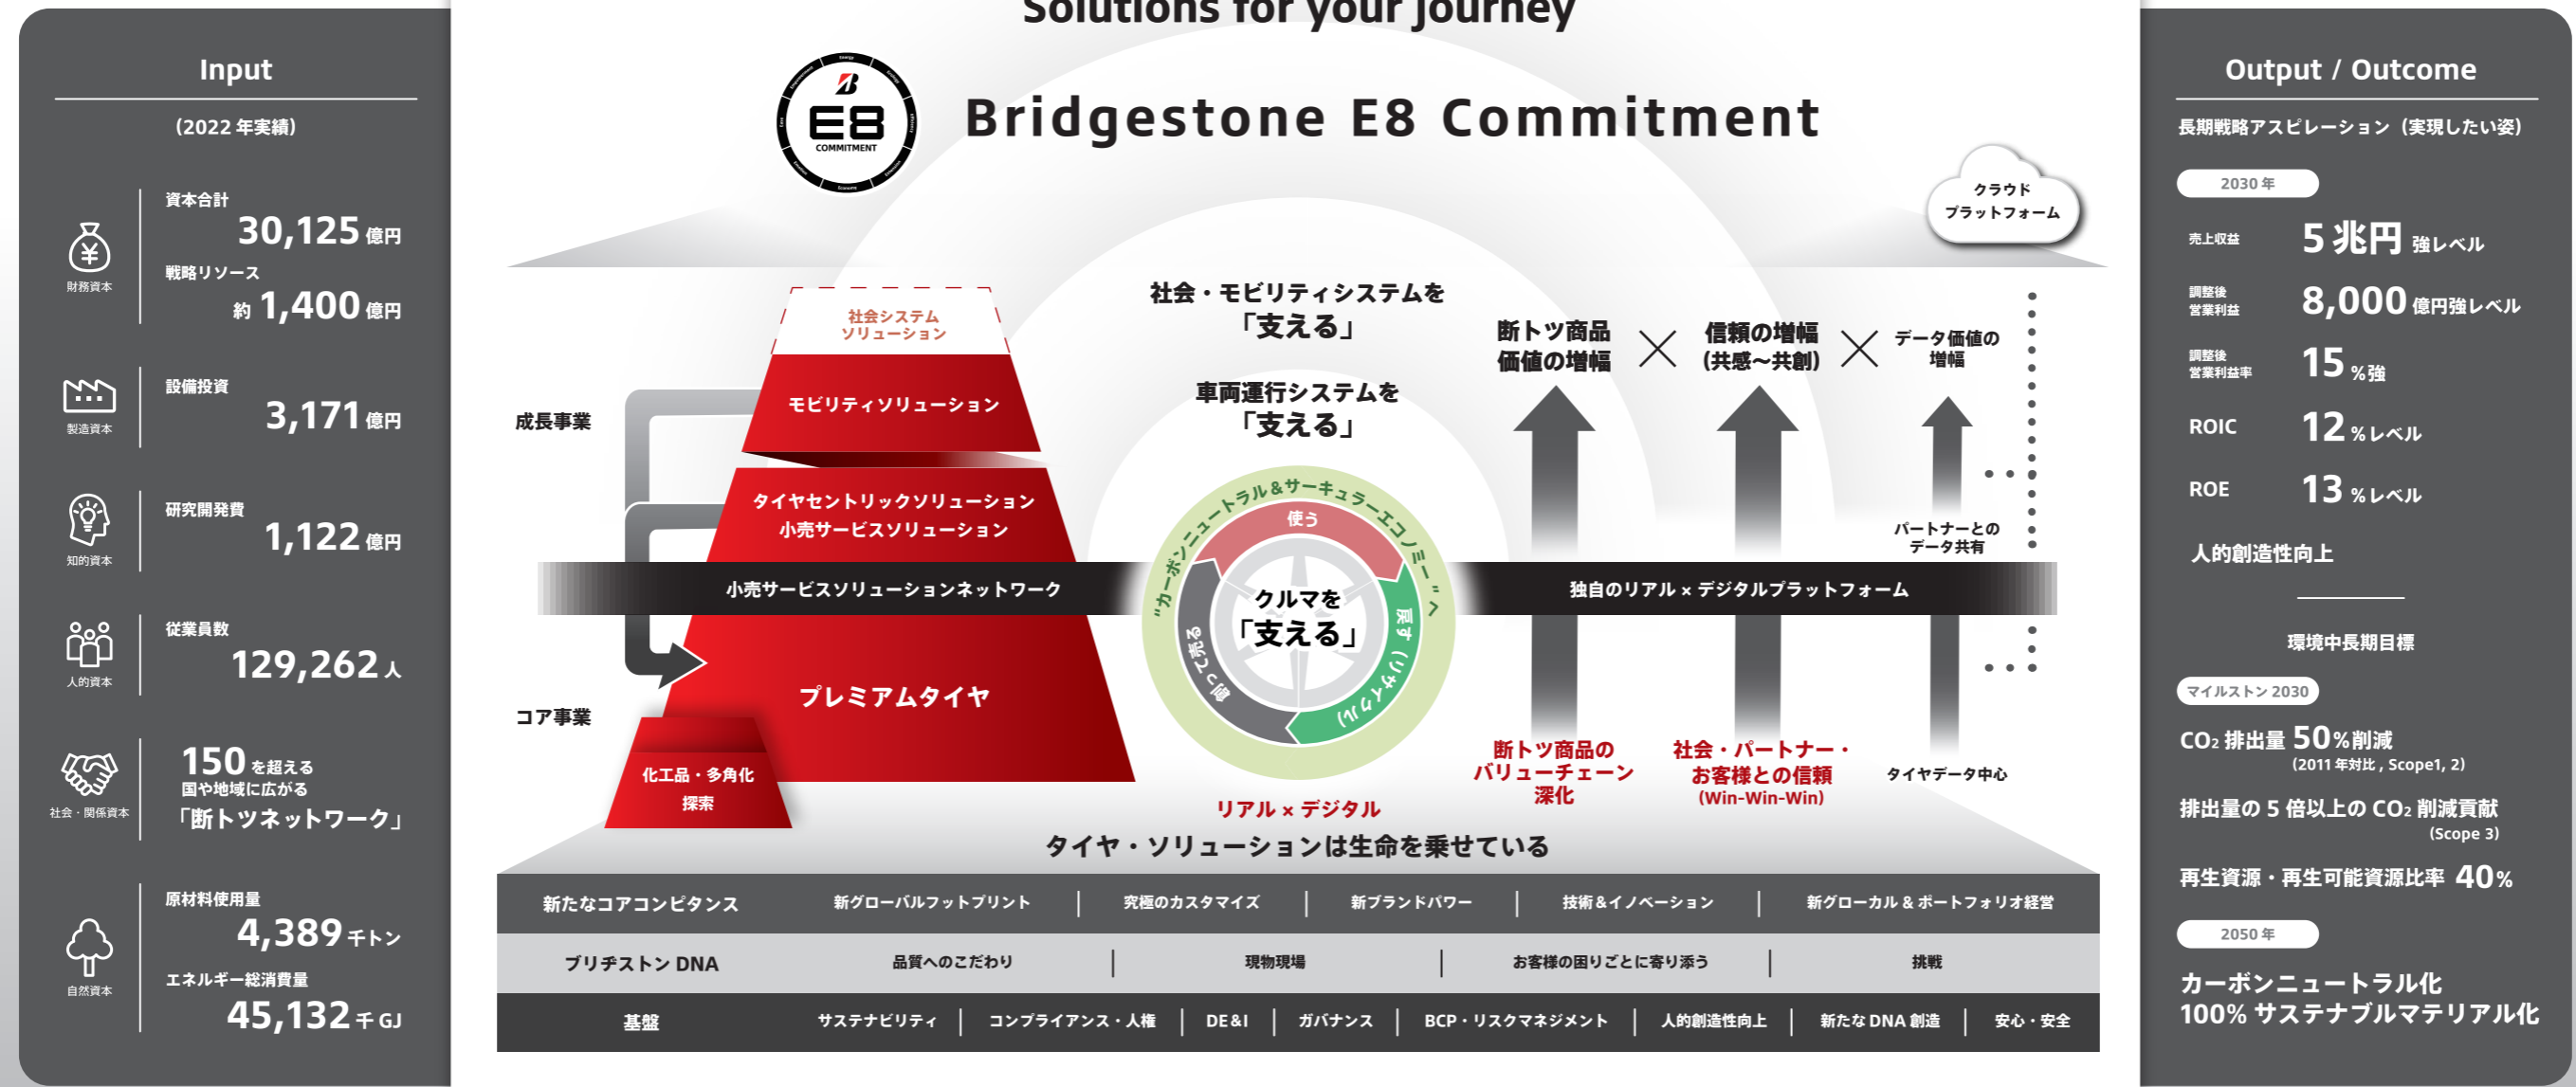 Solutions for your journey
Input
(2022 年実績)
資本合計
30,125 億円
戦略リソース
約 1,400 億円
財務資本
設備投資
3,171 億円
製造資本
研究開発費
1,122 億円
知的資本
従業員数
129,262 人
人的資本
150 を超える
国や地域に広がる
「断トツネットワーク」
社会・関係資本
原材料使用量
4,389 千トン
エネルギー総消費量
45,132 千 GJ
自然資本
E8
COMMITMENT
Energy
Ecology
Efficiency
Extension
Economy
Emotion
Ease
Empowerment
Bridgestone E8 Commitment
クラウド
プラットフォーム
社会システム
ソリューション
モビリティソリューション
タイヤセントリックソリューション
小売サービスソリューション
小売サービスソリューションネットワーク
プレミアムタイヤ
化工品・多角化
探索
成長事業
コア事業
社会・モビリティシステムを
「支える」
車両運行システムを
「支える」
“カーボンニュートラル＆サーキュラーエコノミー”へ
使う
戻す（リサイクル）
創って売る
クルマを
「支える」
リアル × デジタル
タイヤ・ソリューションは生命を乗せている
断トツ商品
価値の増幅
×
信頼の増幅
(共感～共創)
×
データ価値の
増幅
パートナーとの
データ共有
独自のリアル × デジタルプラットフォーム
断トツ商品の
バリューチェーン
深化
社会・パートナー・
お客様との信頼
(Win-Win-Win)
タイヤデータ中心
新たなコアコンピタンス 新グローバルフットプリント | 究極のカスタマイズ | 新ブランドパワー | 技術＆イノベーション | 新グローカル & ポートフォリオ経営
ブリヂストン DNA 品質へのこだわり | 現物現場 | お客様の困りごとに寄り添う | 挑戦
基盤 サステナビリティ | コンプライアンス・人権 | DE＆I | ガバナンス | BCP・リスクマネジメント | 人的創造性向上 | 新たな DNA 創造 | 安心・安全
Output / Outcome
長期戦略アスピレーション（実現したい姿）
2030 年
売上収益 5 兆円 強レベル
調整後
営業利益 8,000 億円強レベル
調整後
営業利益率 15 %強
ROIC 12 %レベル
ROE 13 %レベル
人的創造性向上
環境中長期目標
マイルストン 2030
CO₂ 排出量 50%削減
(2011 年対比 , Scope1, 2)
排出量の 5 倍以上の CO₂ 削減貢献
(Scope 3)
再生資源・再生可能資源比率 40%
2050 年
カーボンニュートラル化
100% サステナブルマテリアル化